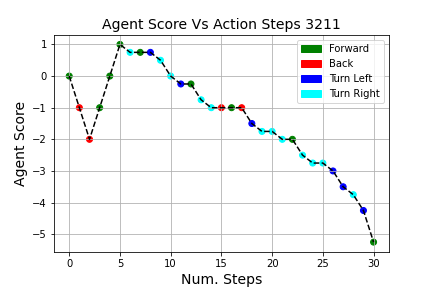 Agent Score Vs Action Steps 3211
Agent Score
1
0
−1
−2
−3
−4
−5
Forward
Back
Turn Left
Turn Right
0 5 10 15 20 25 30
Num. Steps